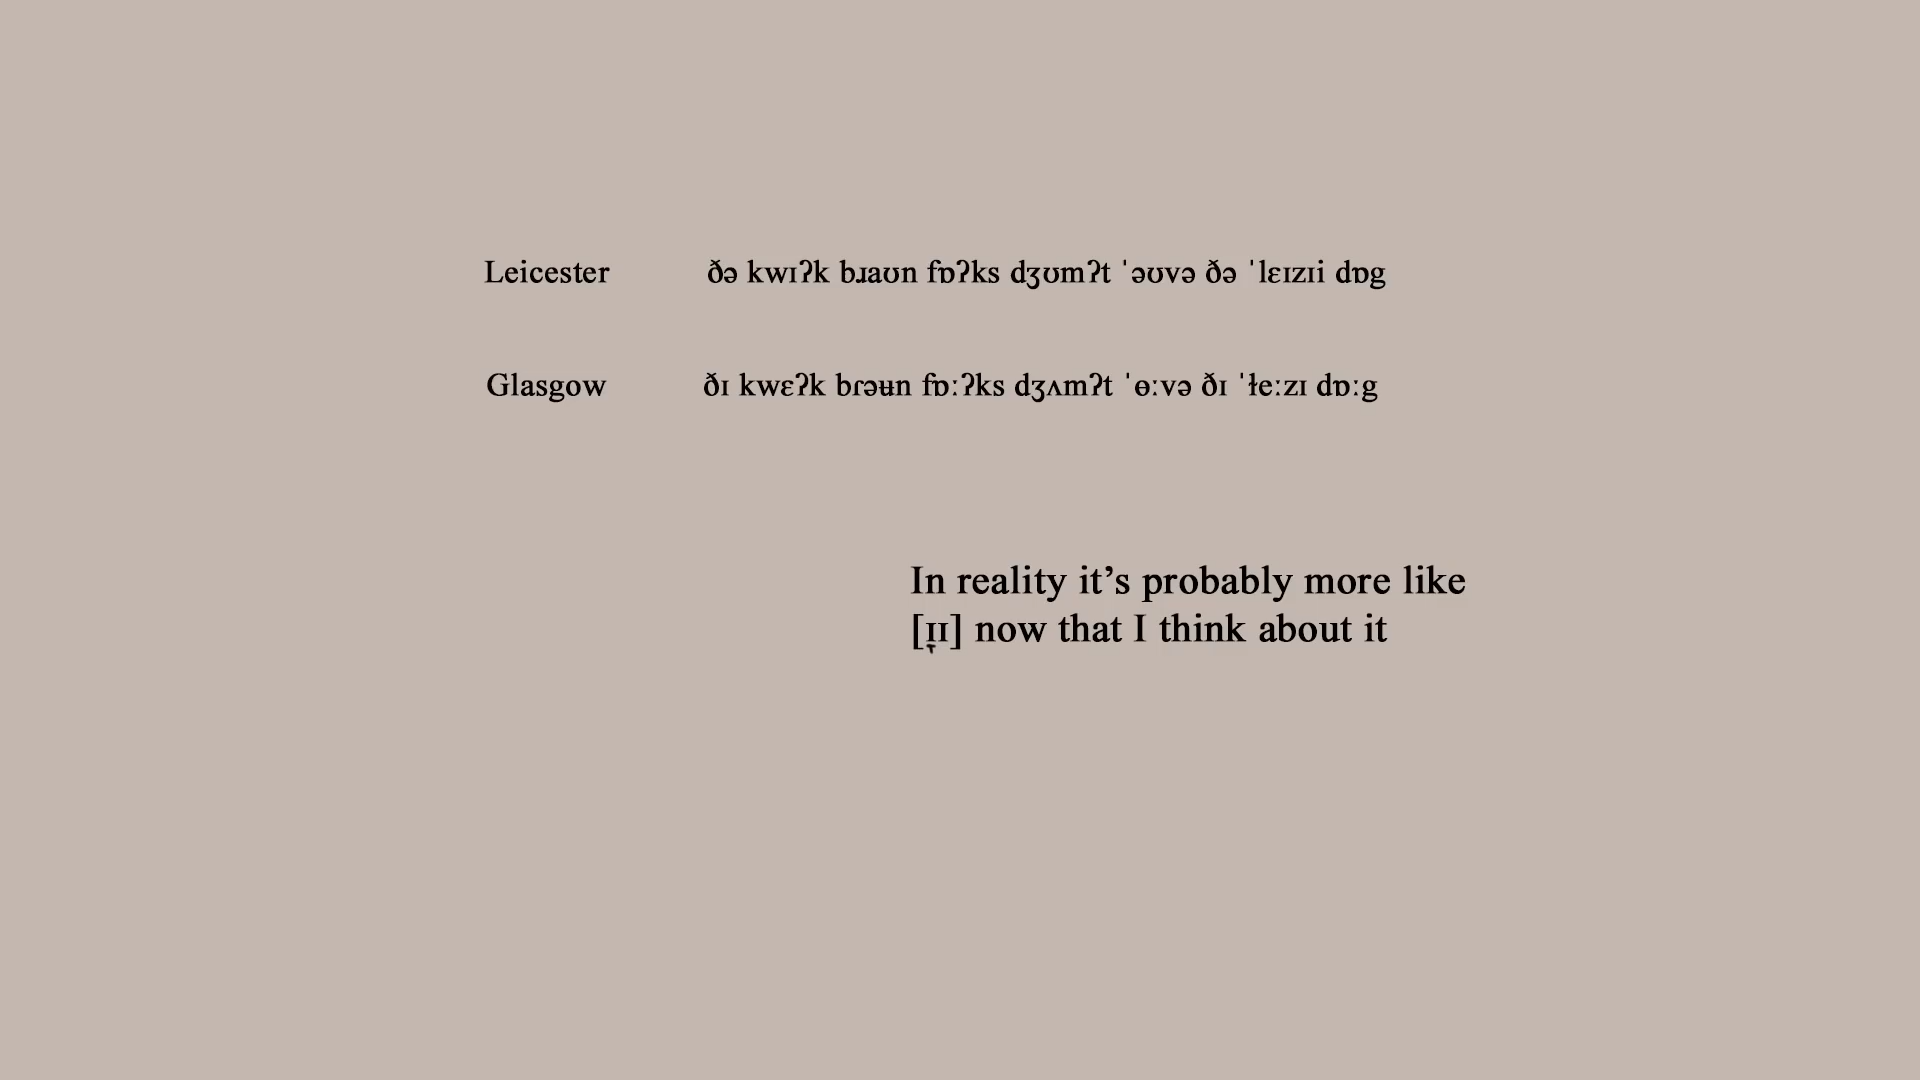 Leicester ðə kwɪʔk bɹaʊn fɒʔks dʒʊmʔt ˈəʊvə ðə ˈlɛɪzɪi dɒg
Glasgow ðɪ kwɛʔk bɾəʉn fɒːʔks dʒʌmʔt ˈɵːvə ðɪ ˈɫeːzɪ dɒːg
In reality it’s probably more like
[ɪ̞ɪ] now that I think about it